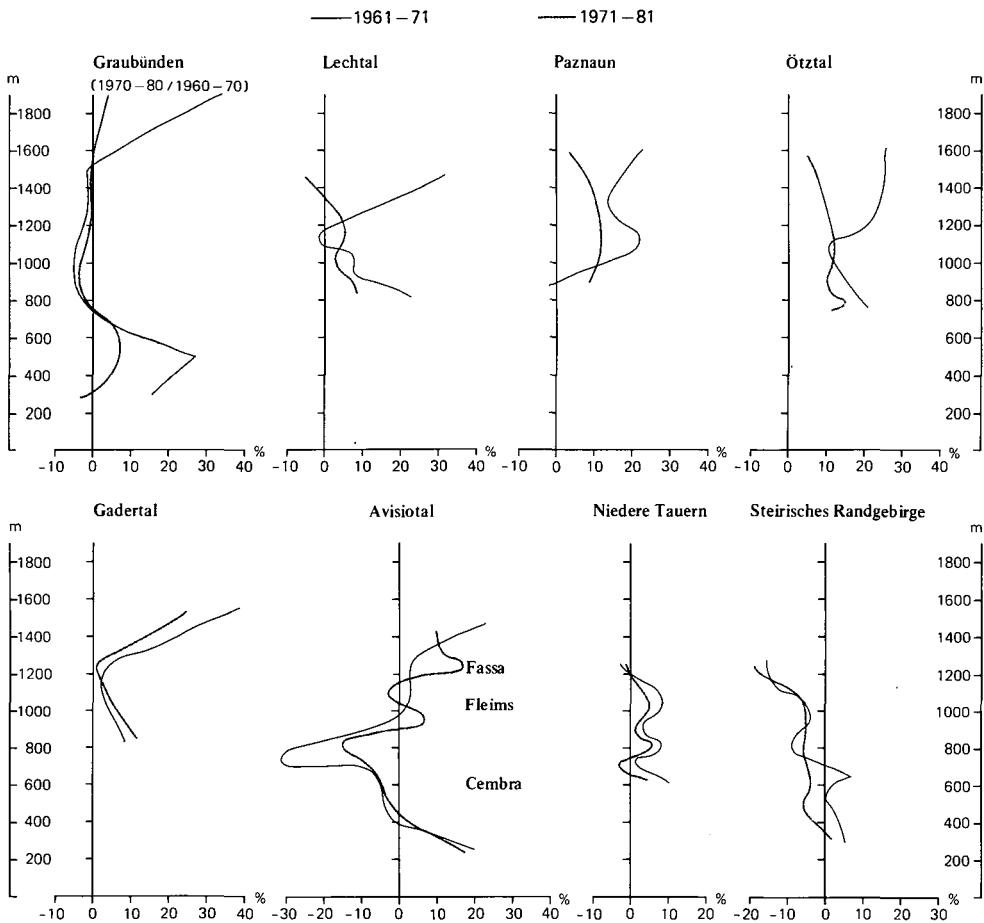 1961-71 1971-81
Graubünden Lechtal Paznaun Ötztal
m (1970-80/1960-70) m
1800 1800
1600 1600
1400 1400
1200 1200
1000 1000
800 800
600 600
400 400
200 200
-10 0 10 20 30 40 % -10 0 10 20 30 40 % -10 0 10 20 30 40 % -10 0 10 20 30 40 %
Gadertal Avisiotal Niedere Tauern Steirisches Randgebirge
m m
1800 1800
1600 1600
1400 1400
Fassa
1200 1200
Fleims
1000 1000
800 800
Cembra
600 600
400 400
200 200
-10 0 10 20 30 40 % -30 -20 -10 0 10 20 30 40 % -10 0 10 20 % -20 -10 0 10 20 30 %